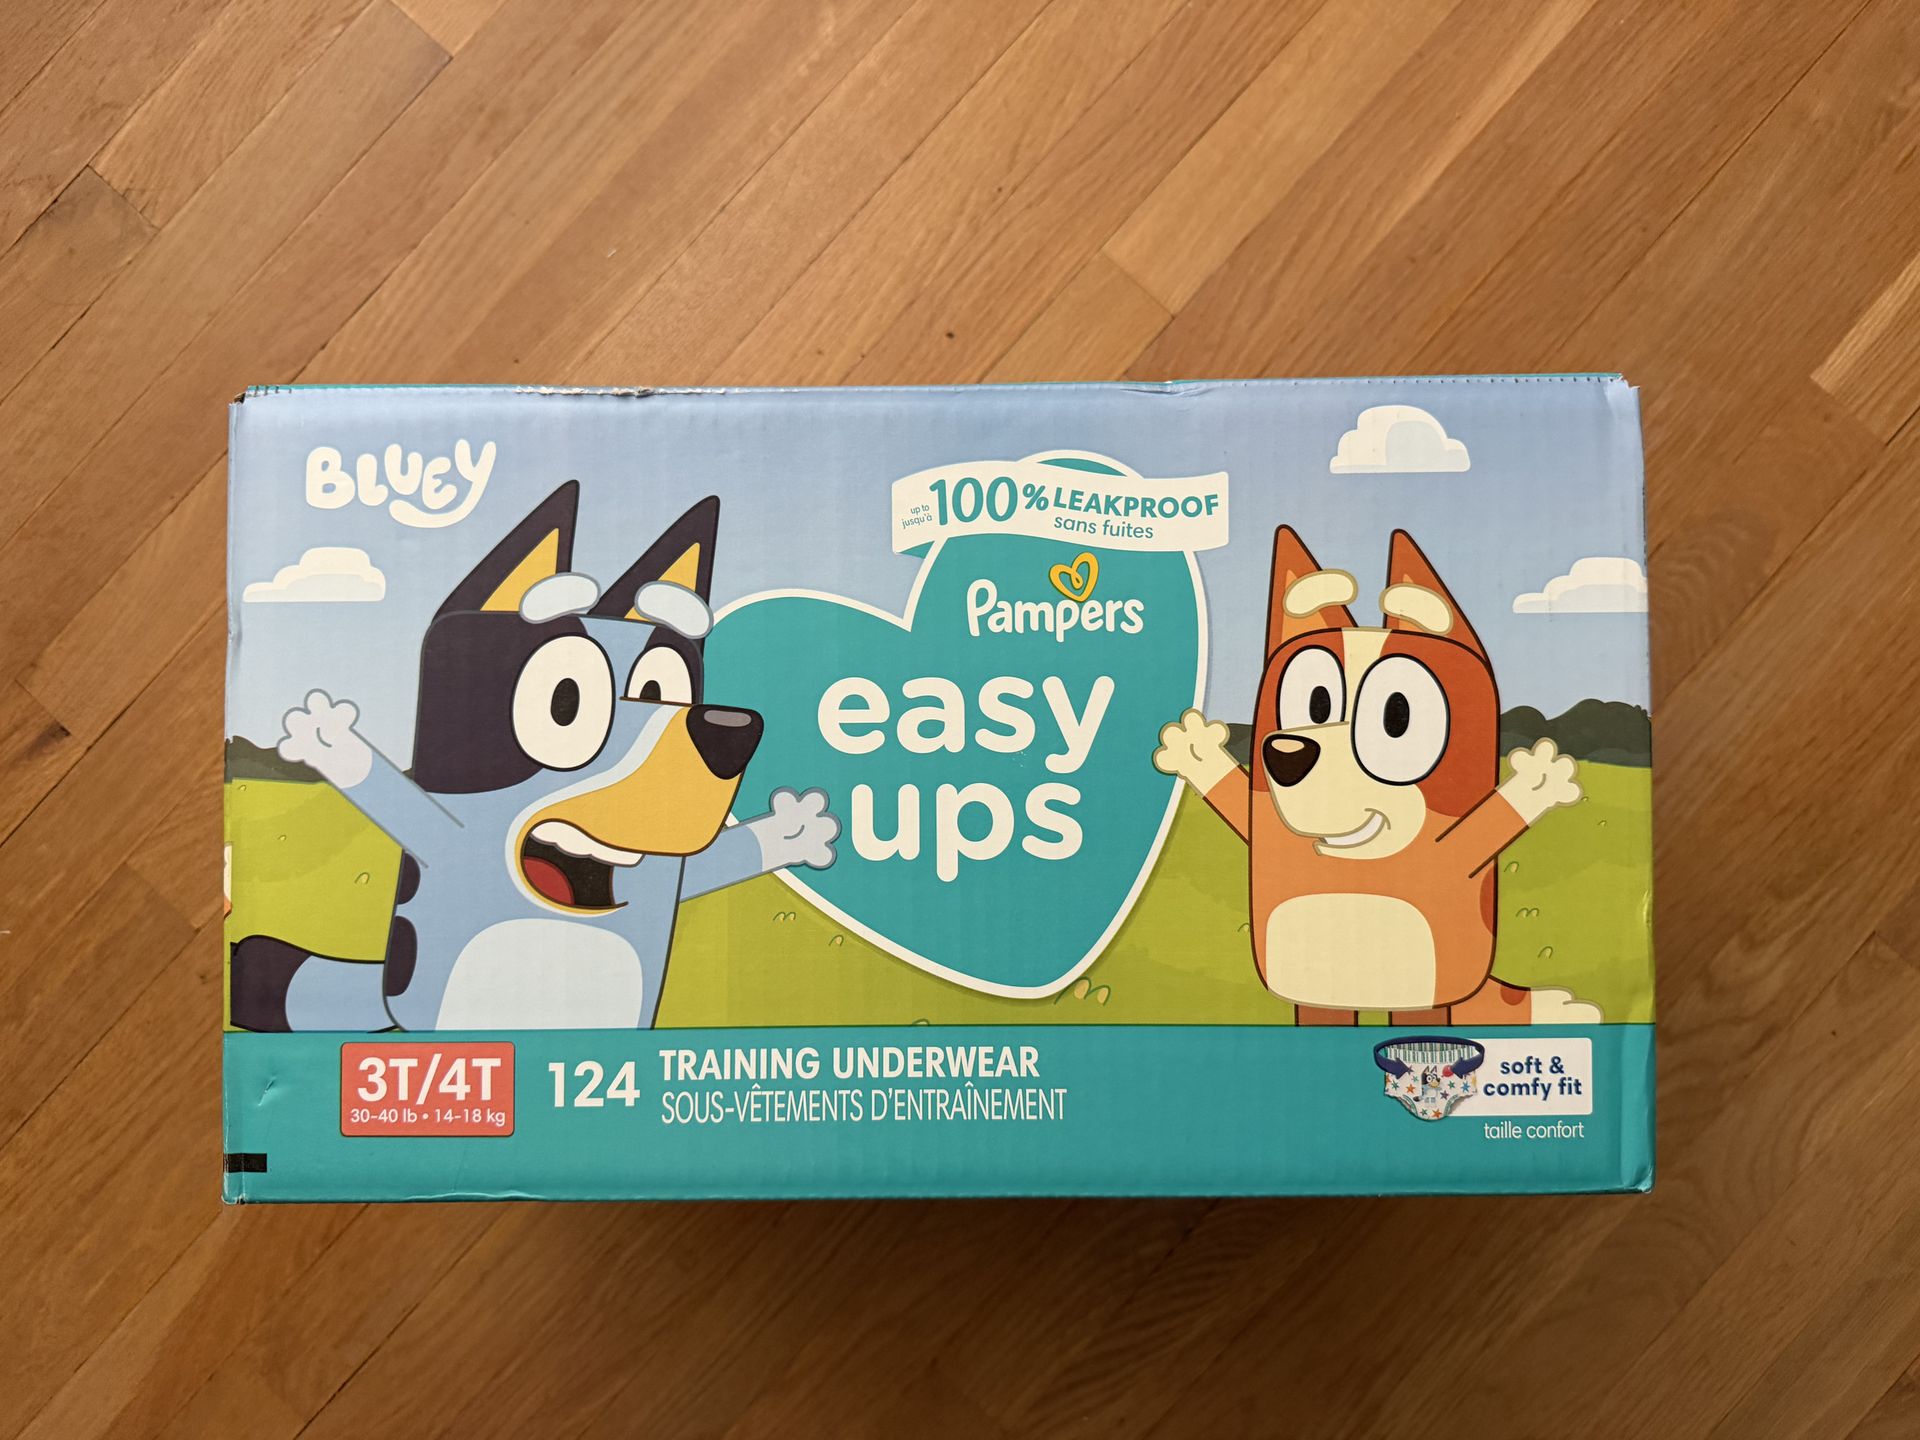 BLUEY
up to
jusqu'à
100% LEAKPROOF
sans fuites
Pampers
easy
ups
3T/4T
30-40 lb • 14-18 kg
124
TRAINING UNDERWEAR
SOUS-VÊTEMENTS D'ENTRAÎNEMENT
soft &
comfy fit
taille confort